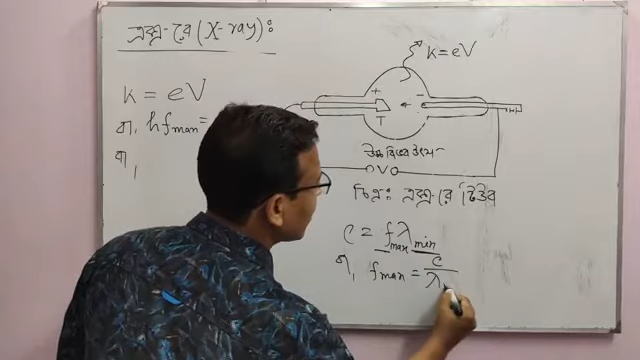 এক্স-রে (X-ray):
K = eV
K = eV
বা, hfmax =
বা,
+ -
T
উচ্চ বিভব উৎস
V
চিত্র: এক্স-রে টিউব
c = fmax λmin
বা, fmax = c / λ